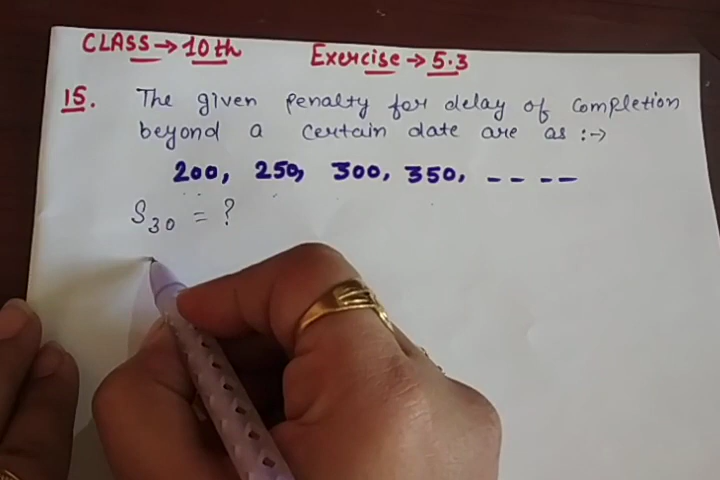 CLASS → 10th Exercise → 5.3
15. The given penalty for delay of completion
beyond a certain date are as :→
200, 250, 300, 350, ----
S30 = ?